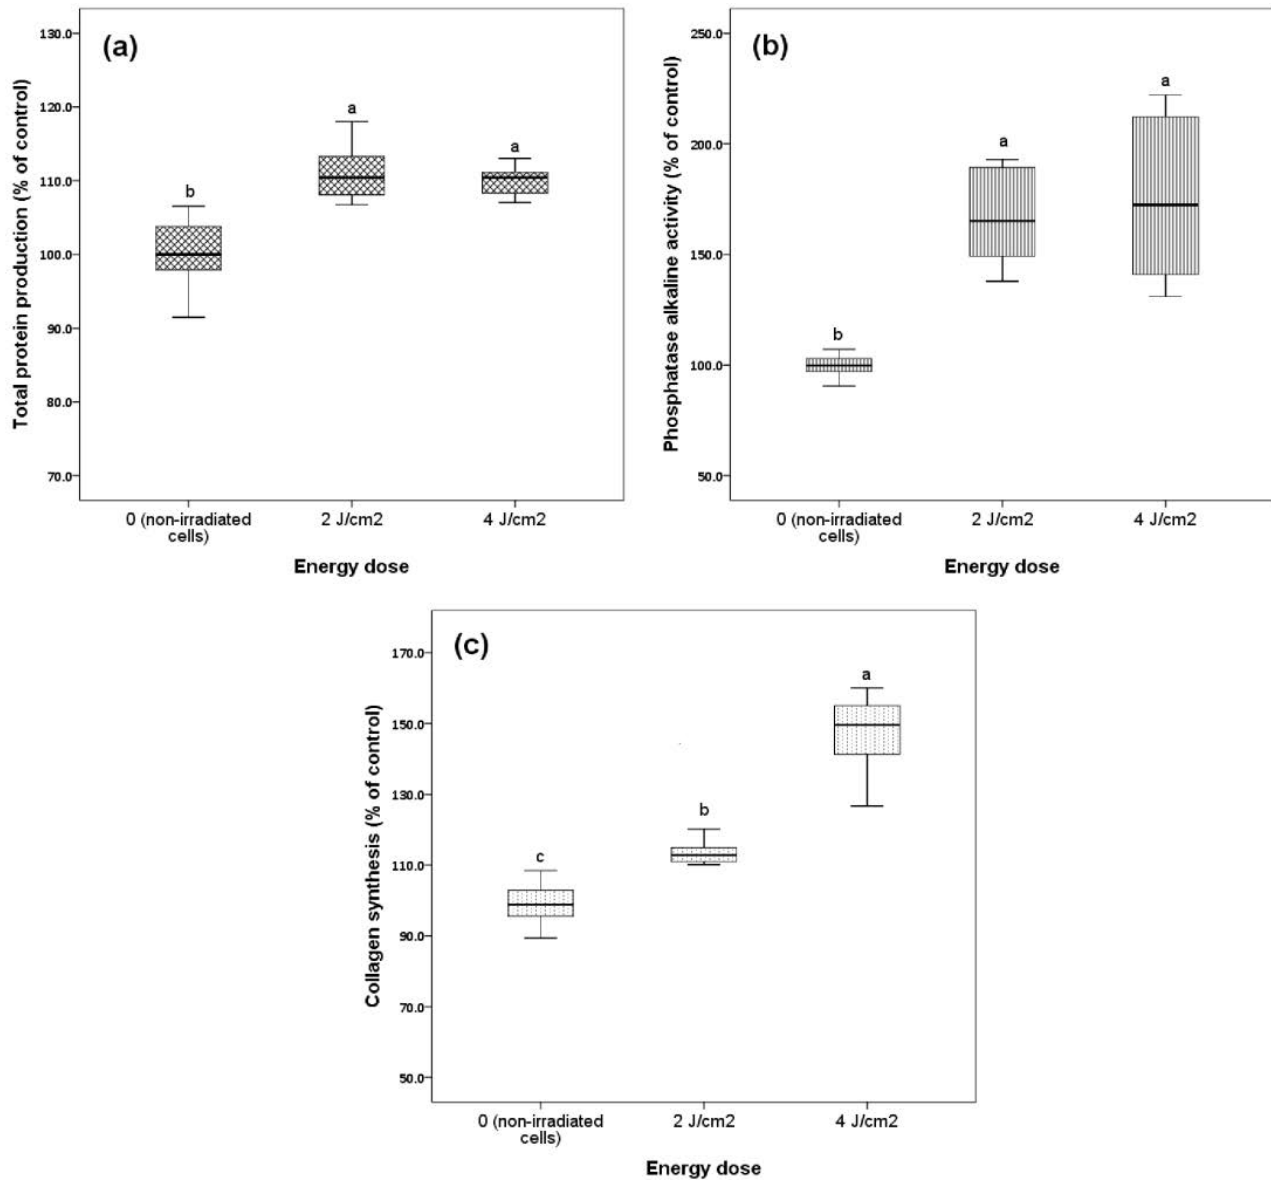 (a)
Total protein production (% of control)
130.0
120.0
110.0
100.0
90.0
80.0
70.0
b
a
a
0 (non-irradiated
cells)
2 J/cm2
4 J/cm2
Energy dose
(b)
Phosphatase alkaline activity (% of control)
250.0
200.0
150.0
100.0
50.0
b
a
a
0 (non-irradiated
cells)
2 J/cm2
4 J/cm2
Energy dose
(c)
Collagen synthesis (% of control)
170.0
150.0
130.0
110.0
90.0
70.0
50.0
c
b
a
0 (non-irradiated
cells)
2 J/cm2
4 J/cm2
Energy dose